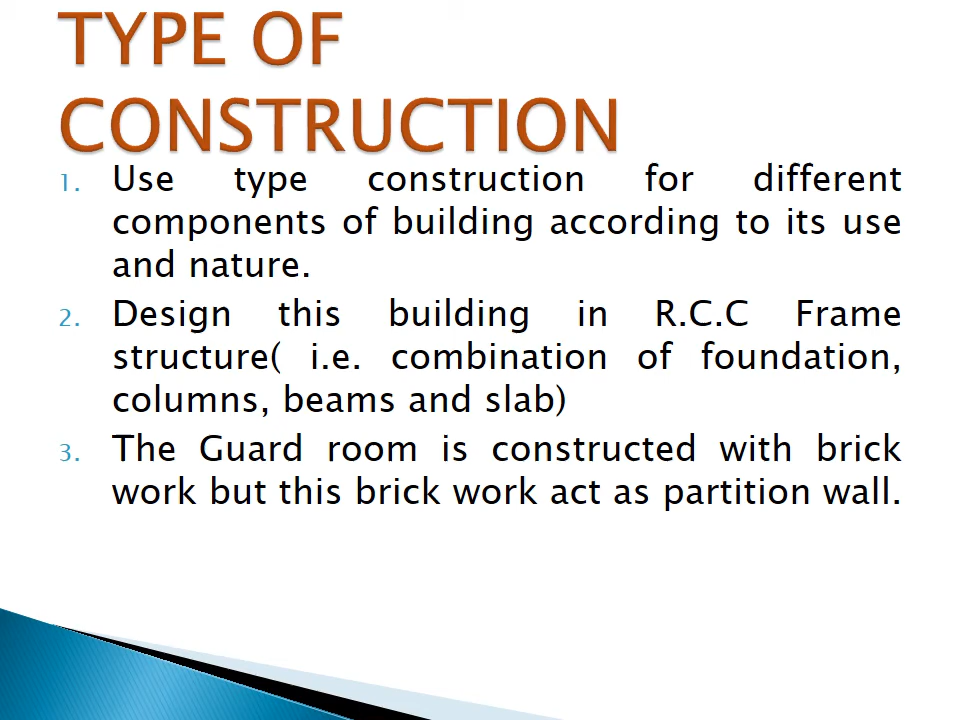 TYPE OF
CONSTRUCTION
1. Use type construction for different
components of building according to its use
and nature.
2. Design this building in R.C.C Frame
structure( i.e. combination of foundation,
columns, beams and slab)
3. The Guard room is constructed with brick
work but this brick work act as partition wall.